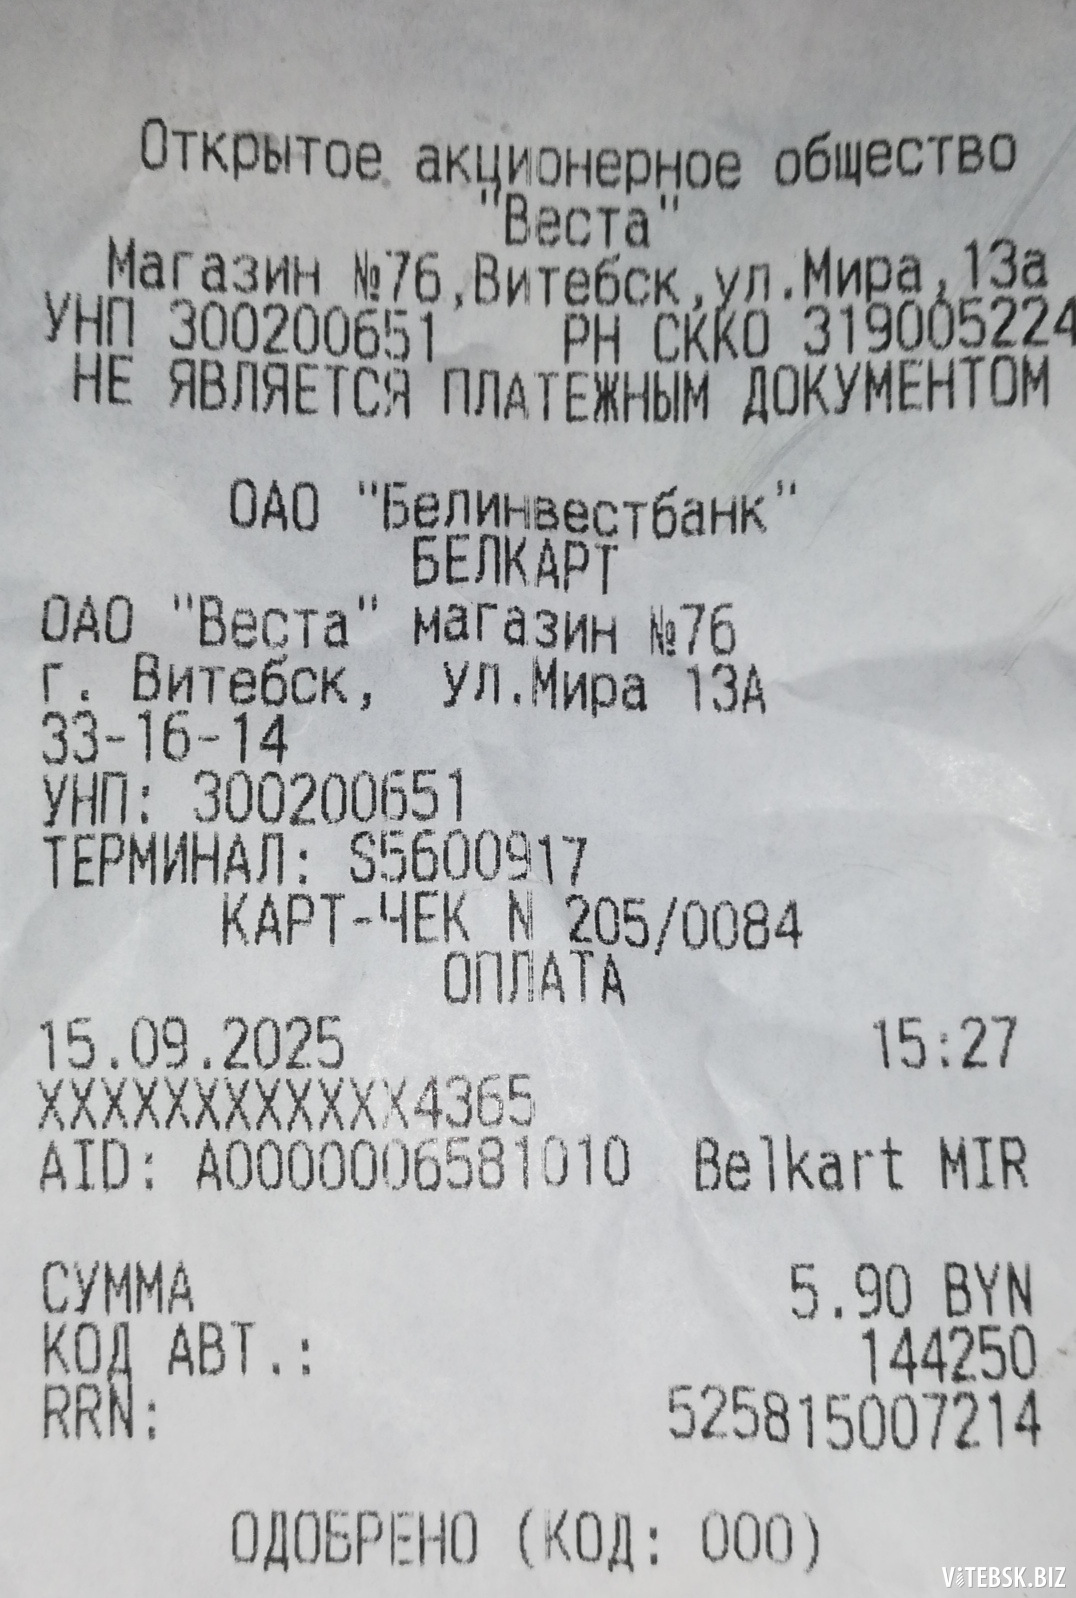 Открытое акционерное общество
"Веста"
Магазин №76,Витебск,ул.Мира,13а
УНП 300200651 РН СККО 319005224
НЕ ЯВЛЯЕТСЯ ПЛАТЕЖНЫМ ДОКУМЕНТОМ
ОАО "Белинвестбанк"
БЕЛКАРТ
ОАО "Веста" магазин №76
г. Витебск, ул.Мира 13А
33-16-14
УНП: 300200651
ТЕРМИНАЛ: S5600917
КАРТ-ЧЕК N 205/0084
ОПЛАТА
15.09.2025 15:27
XXXXXXXXXXXX4365
AID: A0000006581010 Belkart MIR
СУММА 5.90 BYN
КОД АВТ.: 144250
RRN: 525815007214
ОДОБРЕНО (КОД: 000)
VITEBSK.BIZ